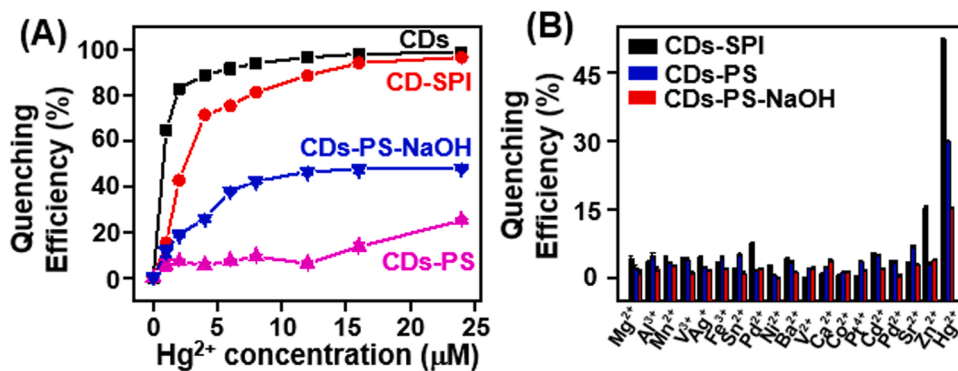 (A)
Quenching
Efficiency (%)
100
80
60
40
20
0
CDs
CD-SPI
CDs-PS-NaOH
CDs-PS
0 5 10 15 20 25
Hg²⁺ concentration (μM)
(B)
Quenching
Efficiency (%)
45
30
15
0
CDs-SPI
CDs-PS
CDs-PS-NaOH
Mg²⁺
Al³⁺
Mn²⁺
V³⁺
Ag⁺
Fe³⁺
Sn²⁺
Pd²⁺
Ni²⁺
Ba²⁺
V²⁺
Ca²⁺
Co²⁺
Pt⁴⁺
Cd²⁺
Pd²⁺
Sr²⁺
Zn²⁺
Hg²⁺